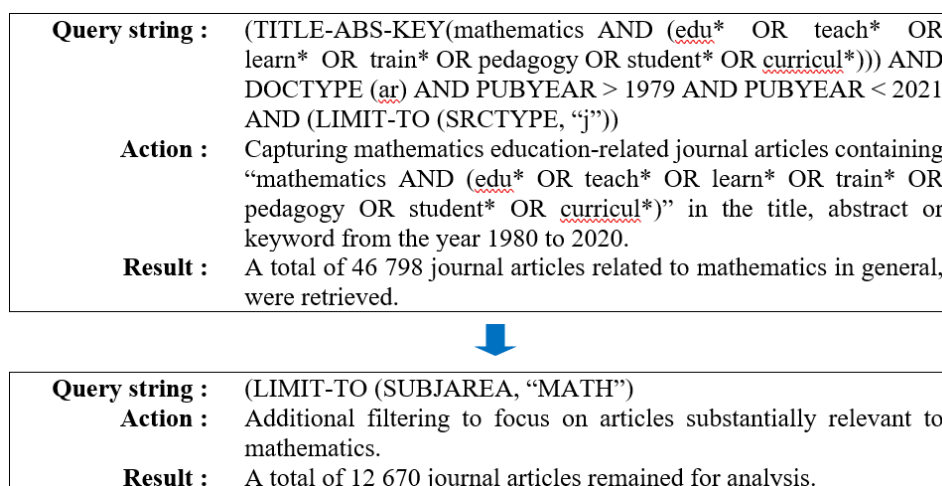 Query string : (TITLE-ABS-KEY(mathematics AND (edu* OR teach* OR
learn* OR train* OR pedagogy OR student* OR curricul*))) AND
DOCTYPE (ar) AND PUBYEAR > 1979 AND PUBYEAR < 2021
AND (LIMIT-TO (SRCTYPE, “j”))
Action : Capturing mathematics education-related journal articles containing
“mathematics AND (edu* OR teach* OR learn* OR train* OR
pedagogy OR student* OR curricul*)” in the title, abstract or
keyword from the year 1980 to 2020.
Result : A total of 46 798 journal articles related to mathematics in general,
were retrieved.
Query string : (LIMIT-TO (SUBJAREA, “MATH”)
Action : Additional filtering to focus on articles substantially relevant to
mathematics.
Result : A total of 12 670 journal articles remained for analysis.